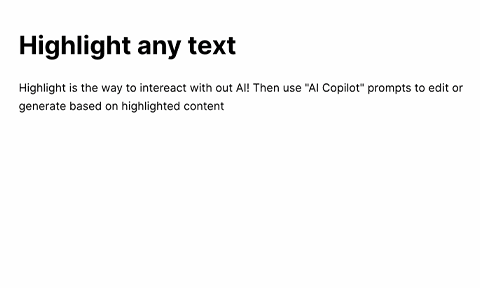 Highlight any text
Highlight is the way to intereact with out AI! Then use "AI Copilot" prompts to edit or
generate based on highlighted content